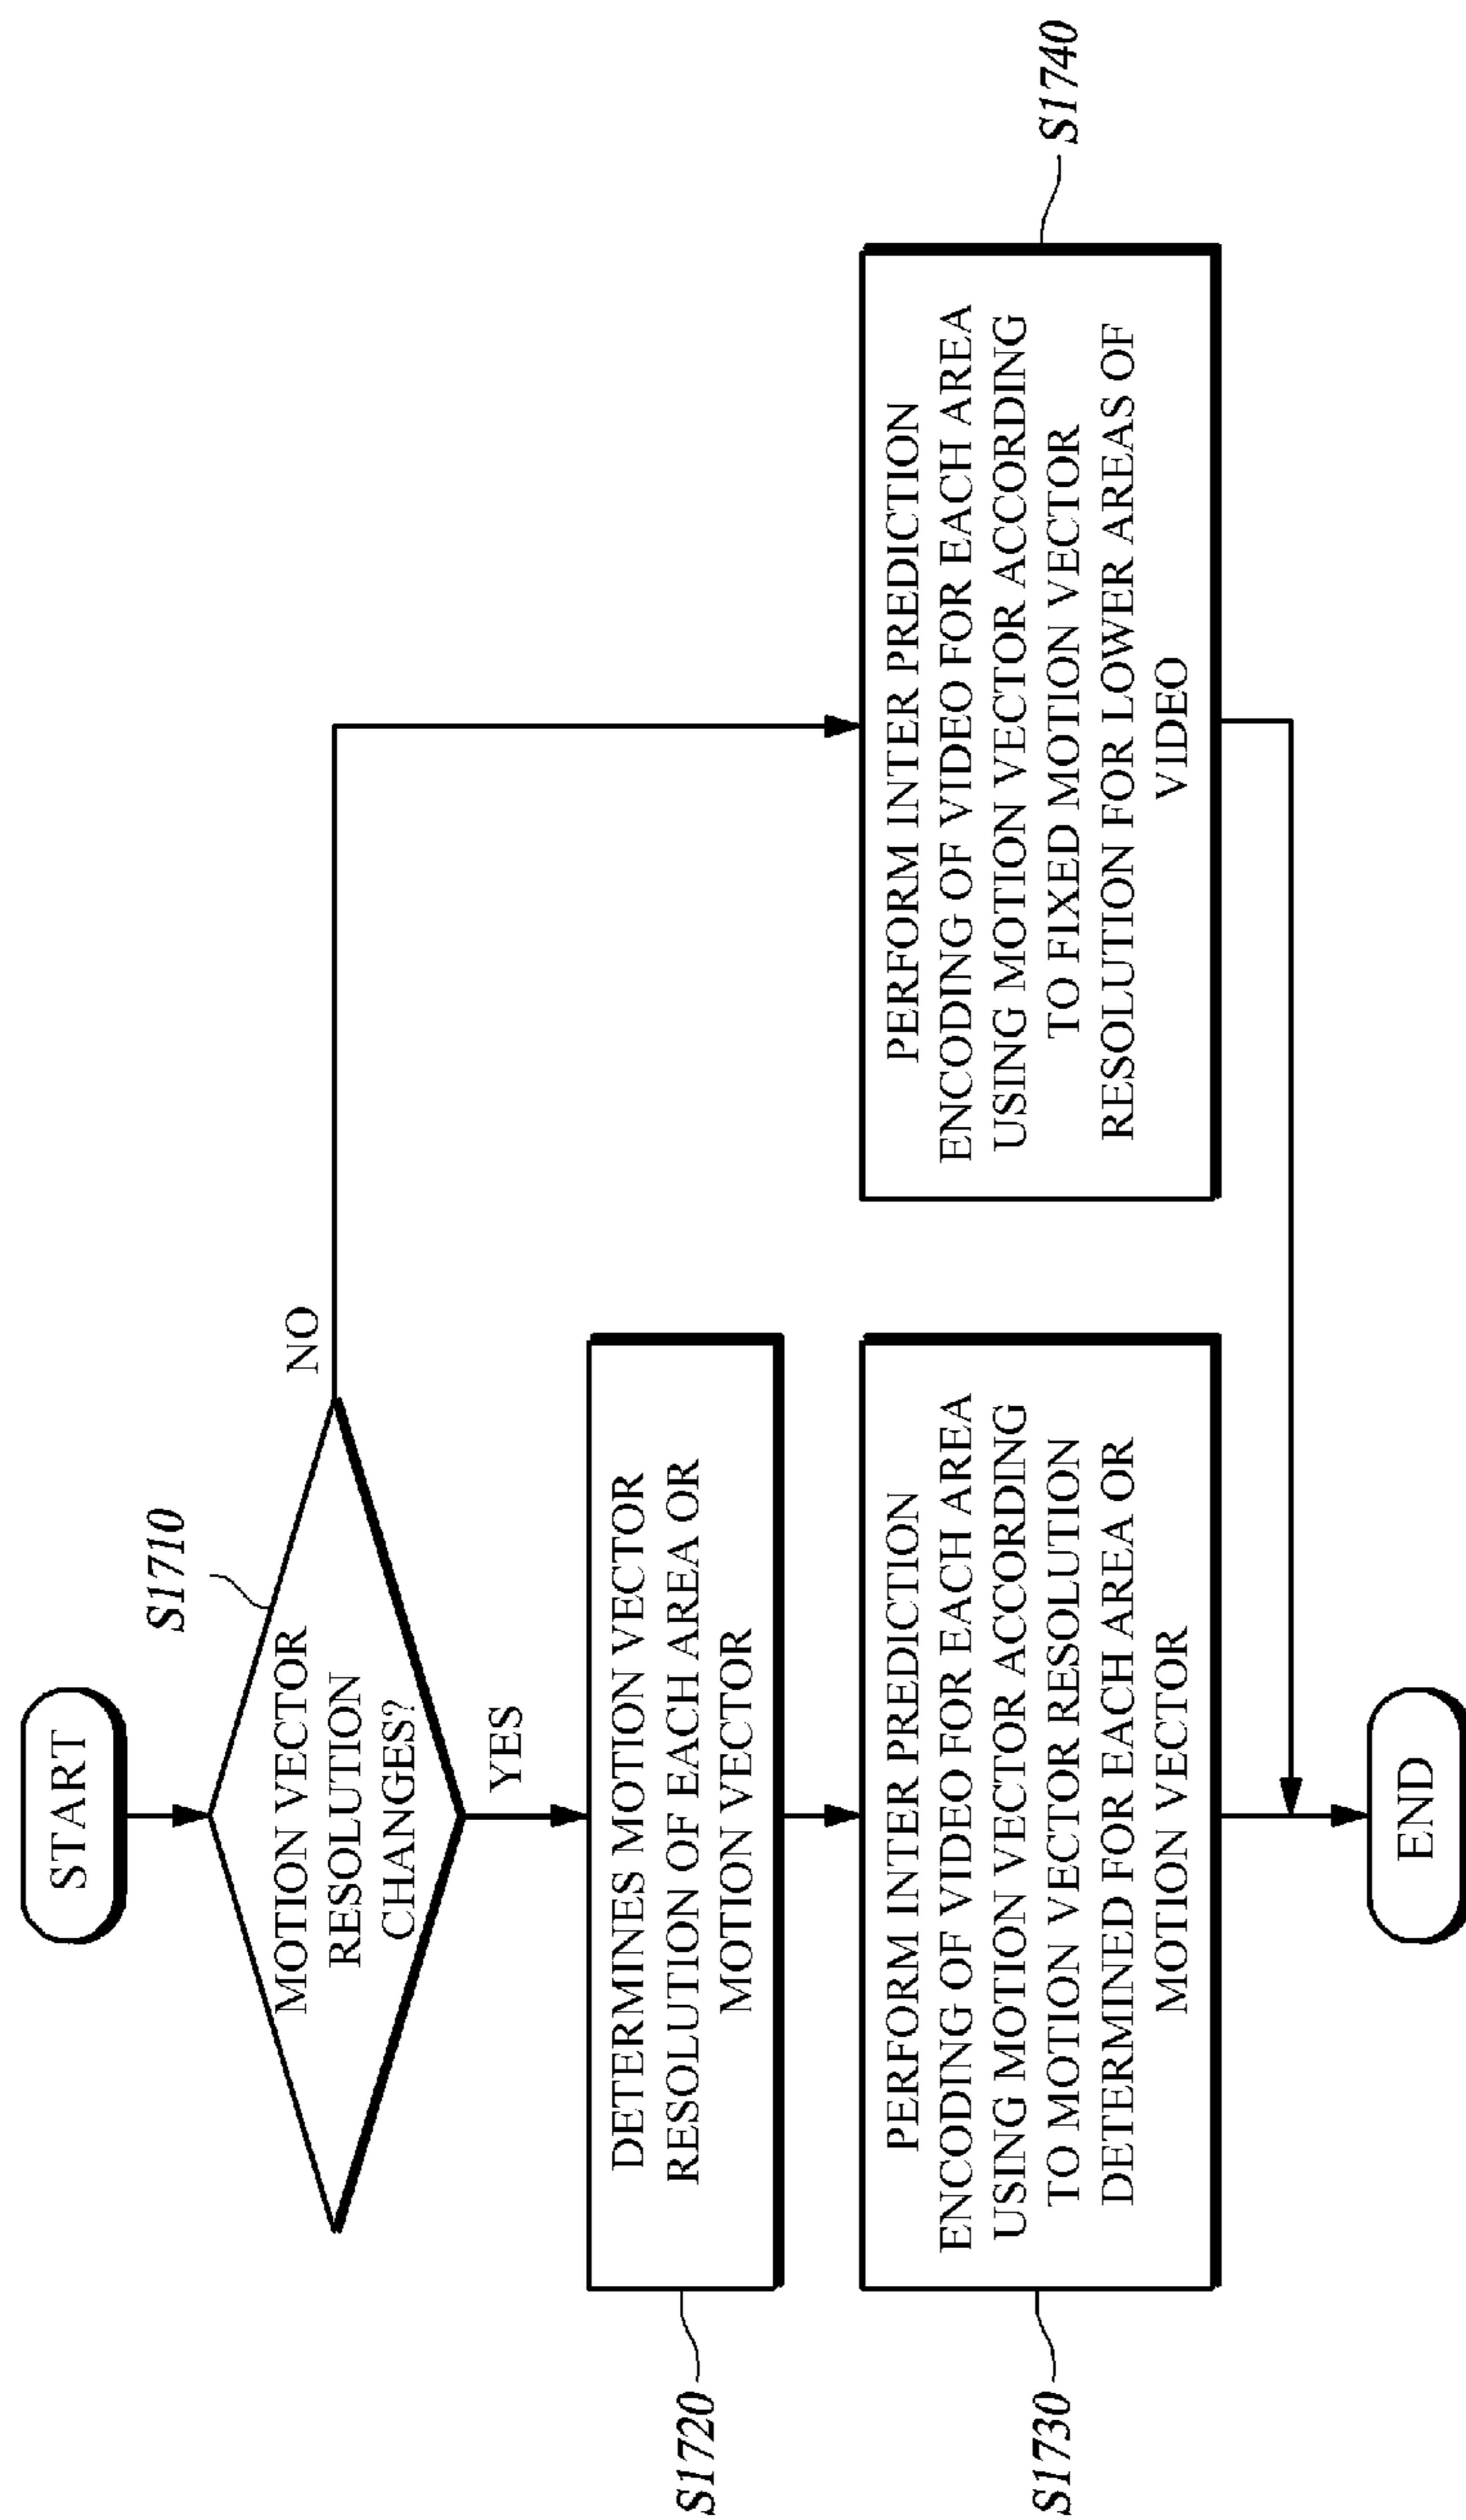 START
S1710
MOTION VECTOR
RESOLUTION
CHANGES?
NO
YES
S1720
DETERMINES MOTION VECTOR
RESOLUTION OF EACH AREA OR
MOTION VECTOR
S1730
PERFORM INTER PREDICTION
ENCODING OF VIDEO FOR EACH AREA
USING MOTION VECTOR ACCORDING
TO MOTION VECTOR RESOLUTION
DETERMINED FOR EACH AREA OR
MOTION VECTOR
S1740
PERFORM INTER PREDICTION
ENCODING OF VIDEO FOR EACH AREA
USING MOTION VECTOR ACCORDING
TO FIXED MOTION VECTOR
RESOLUTION FOR LOWER AREAS OF
VIDEO
END